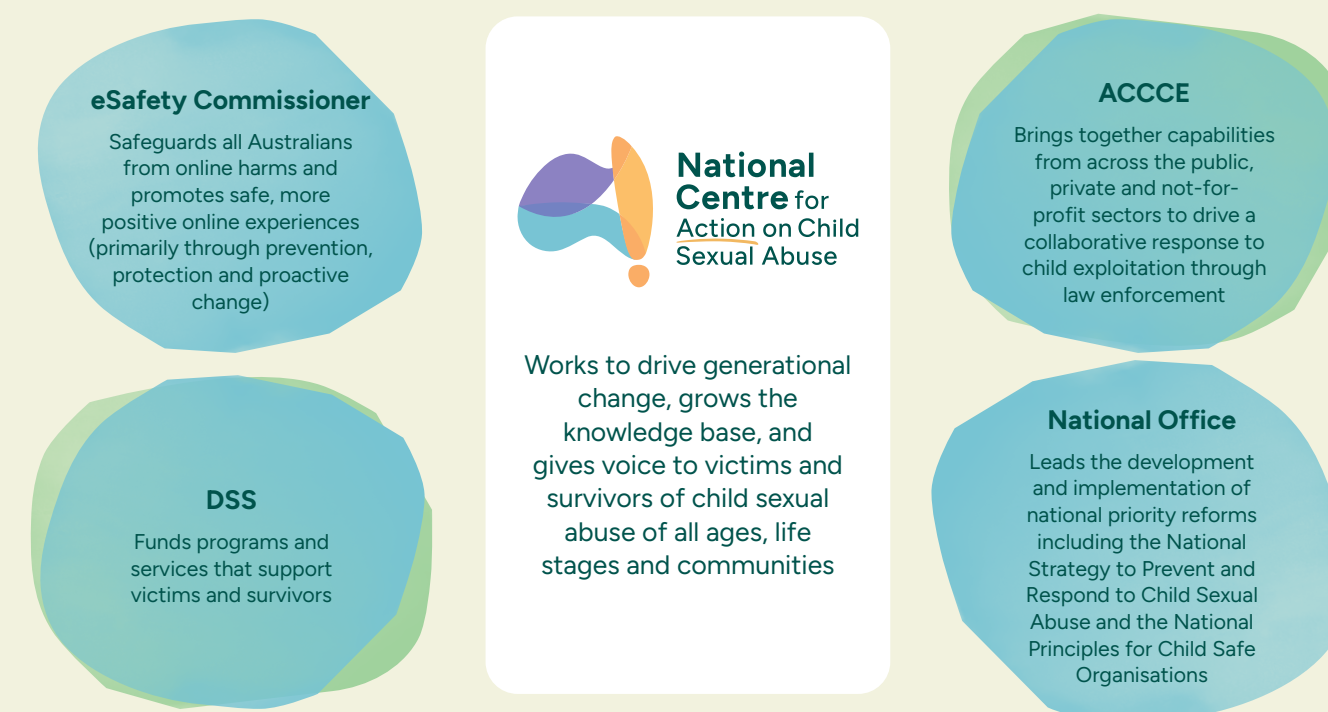 eSafety Commissioner
Safeguards all Australians
from online harms and
promotes safe, more
positive online experiences
(primarily through prevention,
protection and proactive
change)
DSS
Funds programs and
services that support
victims and survivors
National
Centre for
Action on Child
Sexual Abuse
Works to drive generational
change, grows the
knowledge base, and
gives voice to victims and
survivors of child sexual
abuse of all ages, life
stages and communities
ACCCE
Brings together capabilities
from across the public,
private and not-for-
profit sectors to drive a
collaborative response to
child exploitation through
law enforcement
National Office
Leads the development
and implementation of
national priority reforms
including the National
Strategy to Prevent and
Respond to Child Sexual
Abuse and the National
Principles for Child Safe
Organisations